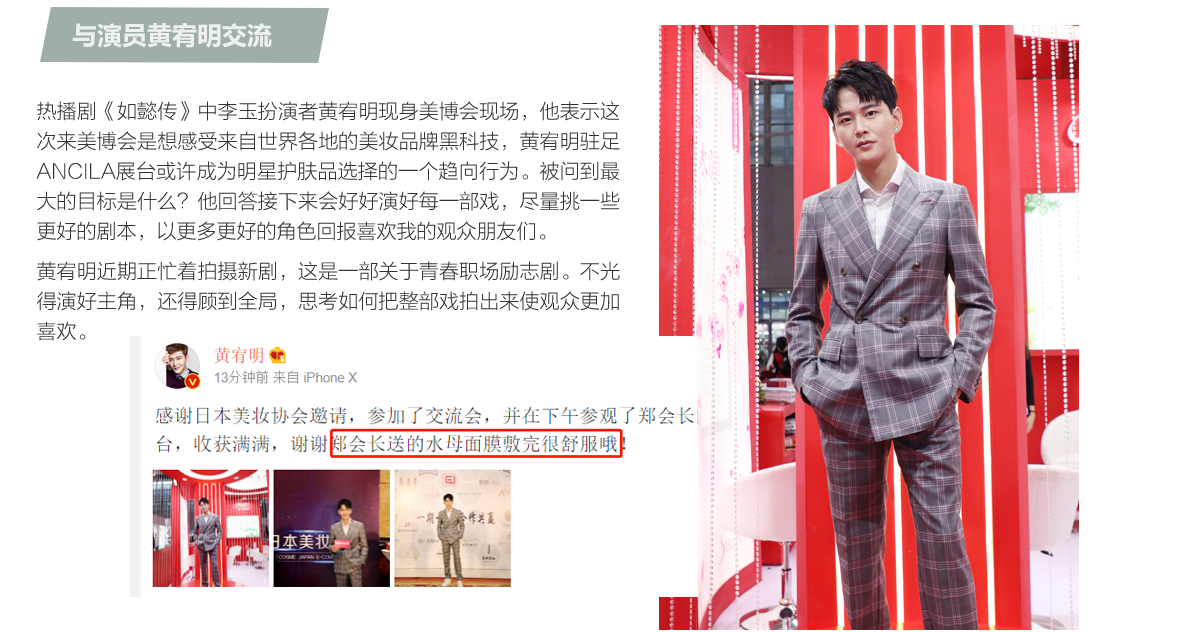 与演员黄宥明交流
热播剧《如懿传》中李玉扮演者黄宥明现身美博会现场，他表示这
次来美博会是想感受来自世界各地的美妆品牌黑科技，黄宥明驻足
ANCILA展台或许成为明星护肤品选择的一个趋向行为。被问到最
大的目标是什么？他回答接下来会好好演好每一部戏，尽量挑一些
更好的剧本，以更多更好的角色回报喜欢我的观众朋友们。
黄宥明近期正忙着拍摄新剧，这是一部关于青春职场励志剧。不光
得演好主角，还得顾到全局，思考如何把整部戏拍出来使观众更加
喜欢。
黄宥明
13分钟前 来自 iPhone X
感谢日本美妆协会邀请，参加了交流会，并在下午参观了郑会长
台，收获满满，谢谢郑会长送的水母面膜敷完很舒服哦！
日本美妆
COSME JAPAN E-COM
作共赢